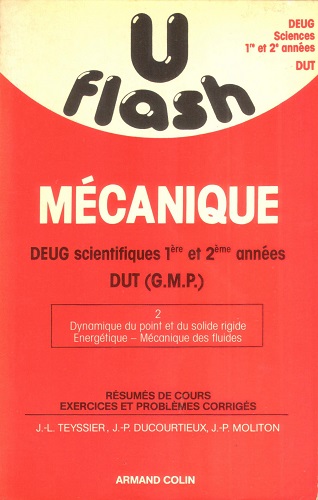 U
flash
DEUG
Sciences
1re et 2e années
DUT
MÉCANIQUE
DEUG scientifiques 1ère et 2ème années
DUT (G.M.P.)
2
Dynamique du point et du solide rigide
Energétique – Mécanique des fluides
RÉSUMÉS DE COURS
EXERCICES ET PROBLÈMES CORRIGÉS
J.-L. TEYSSIER, J.-P. DUCOURTIEUX, J.-P. MOLITON
ARMAND COLIN